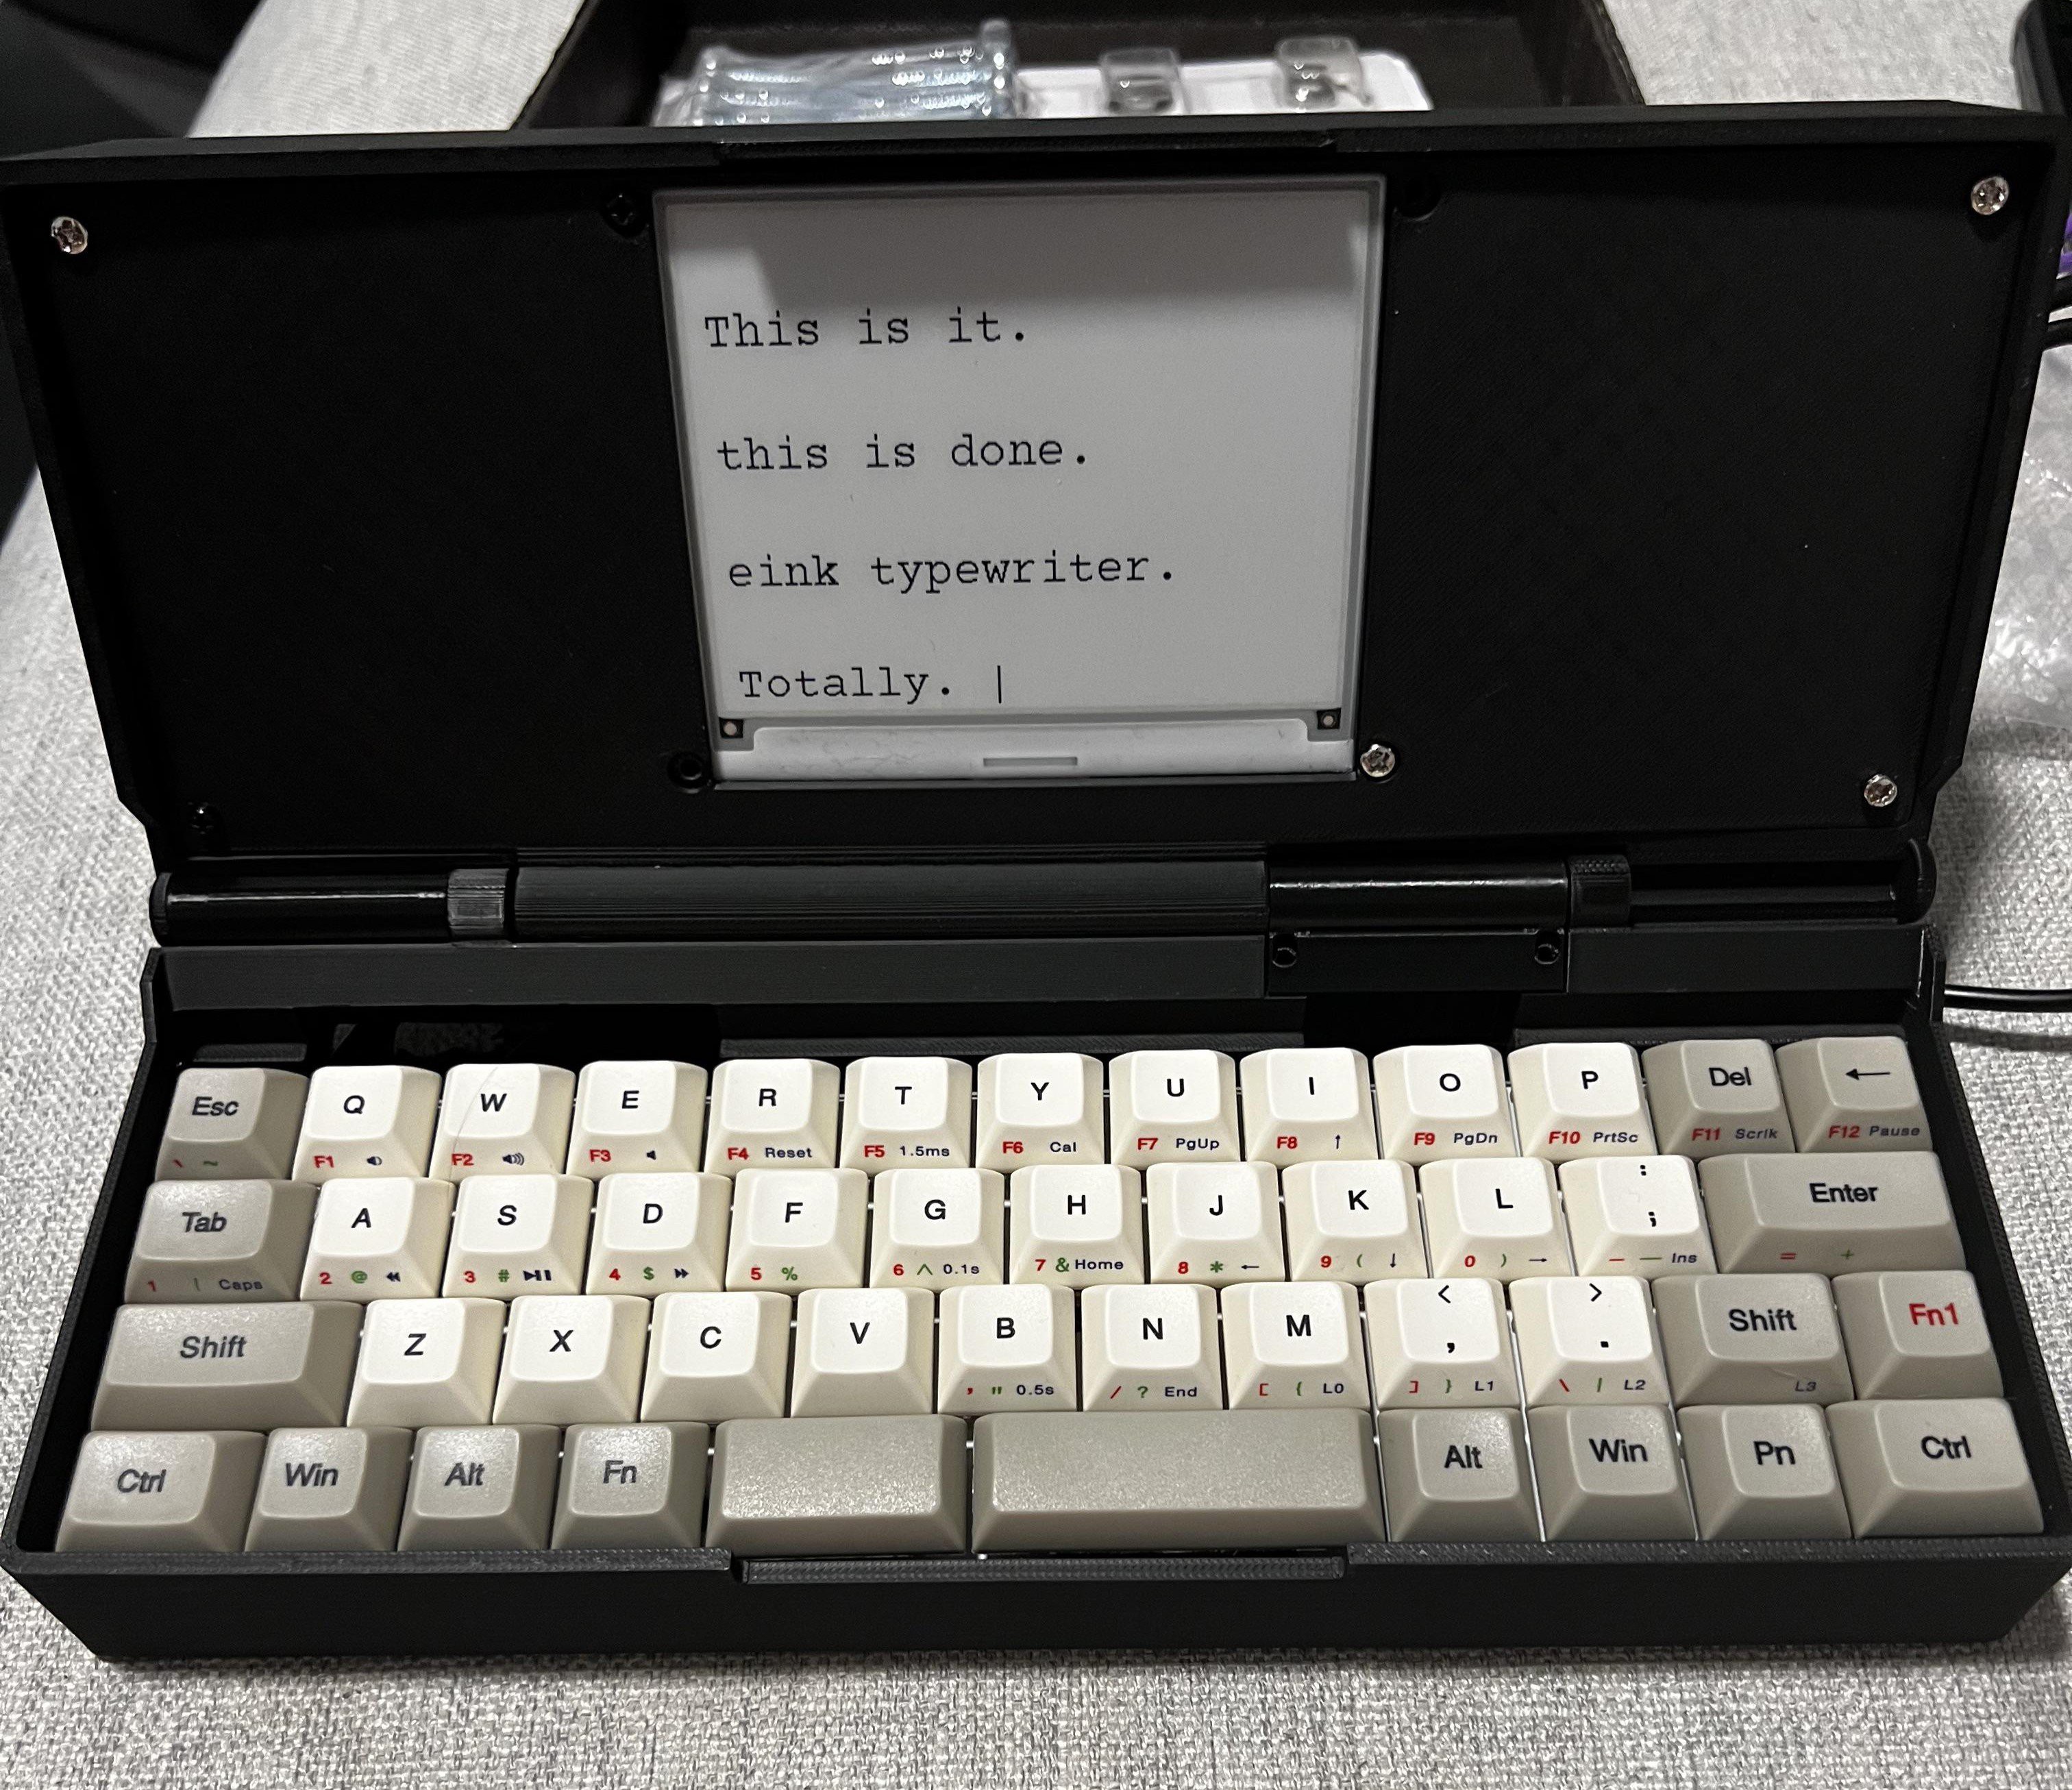 This is it.
this is done.
eink typewriter.
Totally. |
Esc Q W E R T Y U I O P Del ←
` ~ F1 F2 F3 F4 Reset F5 1.5ms F6 Cal F7 PgUp F8 ↑ F9 PgDn F10 PrtSc F11 Scrlk F12 Pause
Tab A S D F G H J K L : ; Enter
1 ! Caps 2 @ 3 # 4 $ 5 % 6 ^ 0.1s 7 & Home 8 * ← 9 ( ↓ 0 ) → - — Ins = +
Shift Z X C V B N M < , > . Shift Fn1
' " 0.5s / ? End [ { L0 ] } L1 \ | L2 L3
Ctrl Win Alt Fn Alt Win Pn Ctrl